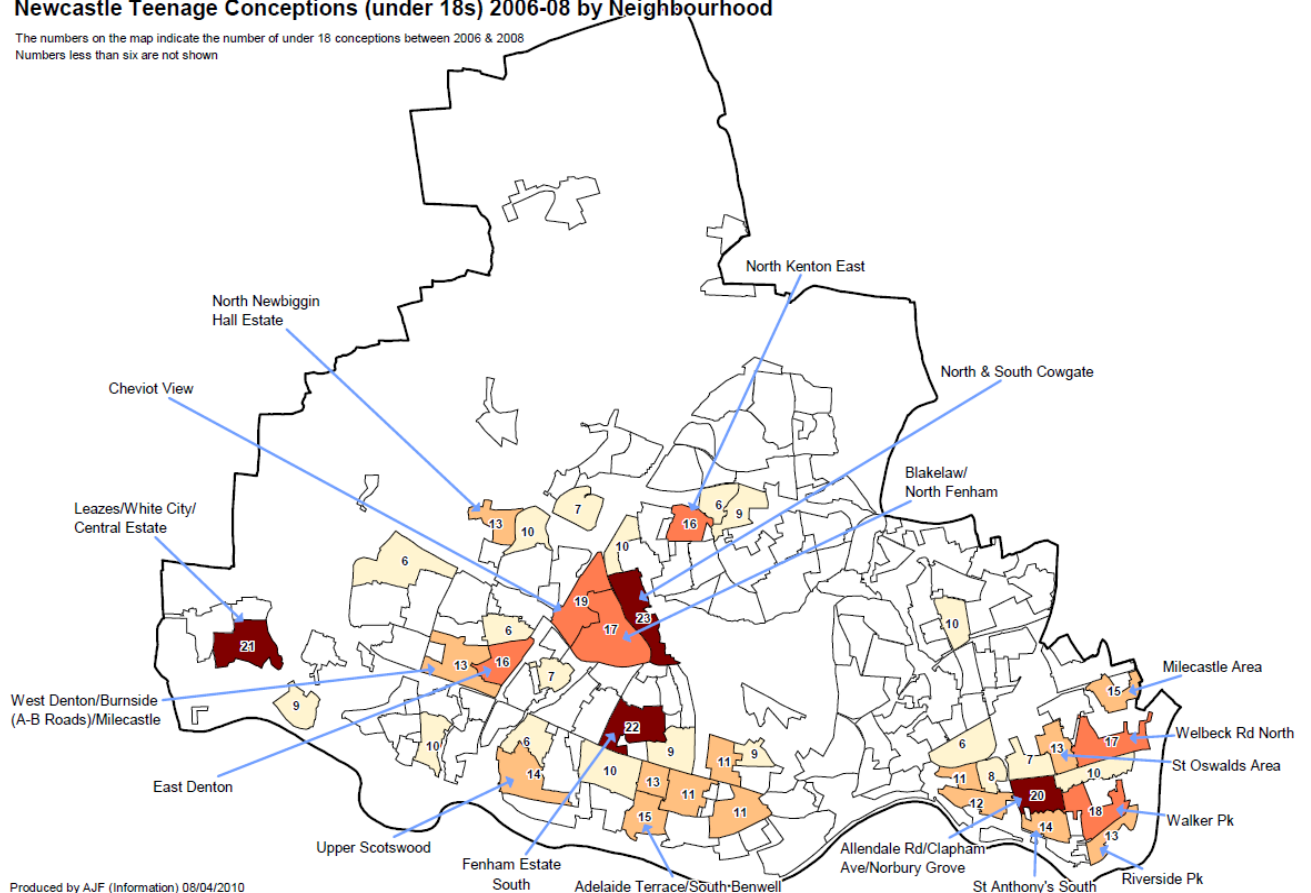 Newcastle Teenage Conceptions (under 18s) 2006-08 by Neighbourhood
The numbers on the map indicate the number of under 18 conceptions between 2006 & 2008
Numbers less than six are not shown
North Kenton East
North Newbiggin
Hall Estate
Cheviot View
North & South Cowgate
Blakelaw/
North Fenham
Leazes/White City/
Central Estate
7
6
9
16
13
10
10
6
19
23
17
10
21
6
13
16
7
Milecastle Area
15
West Denton/Burnside
(A-B Roads)/Milecastle
9
22
Welbeck Rd North
17
10
6
9
11
9
6
7
13
St Oswalds Area
East Denton
14
10
13
11
8
10
20
12
11
15
11
18
Walker Pk
14
13
Upper Scotswood
Fenham Estate
South
Adelaide Terrace/South Benwell
Allendale Rd/Clapham
Ave/Norbury Grove
St Anthony's South
Riverside Pk
Produced by AJF (Information) 08/04/2010